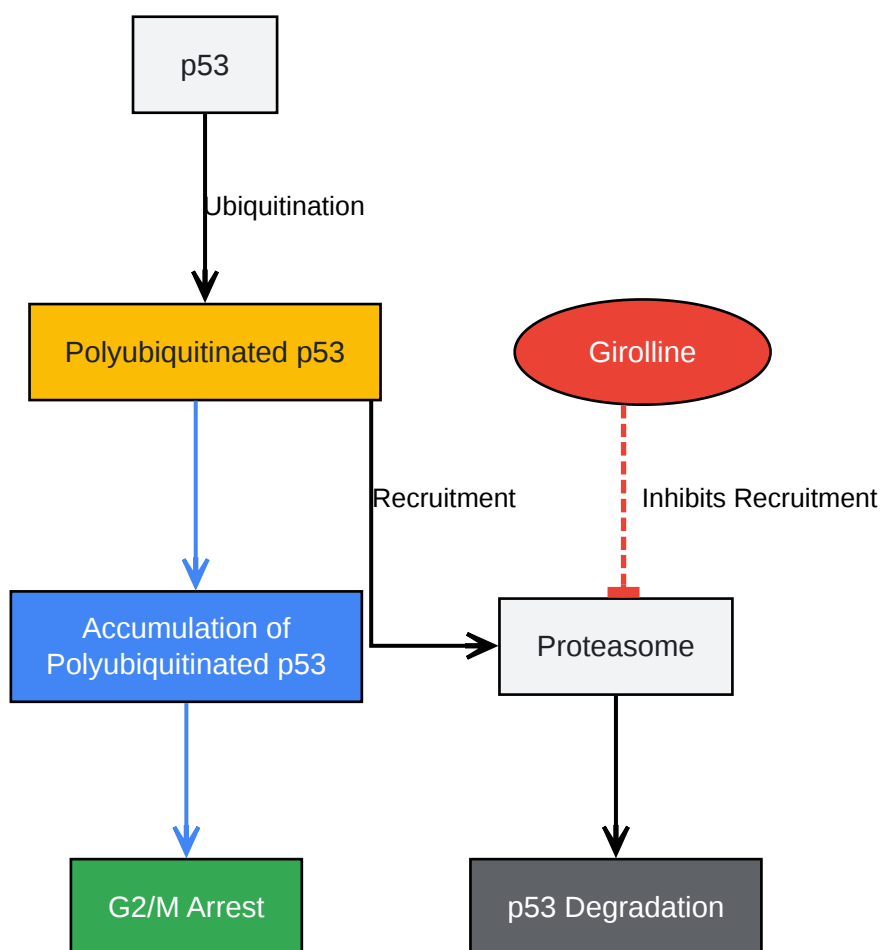 p53
Ubiquitination
Polyubiquitinated p53
Girolline
Recruitment
Inhibits Recruitment
Accumulation of
Polyubiquitinated p53
Proteasome
G2/M Arrest
p53 Degradation